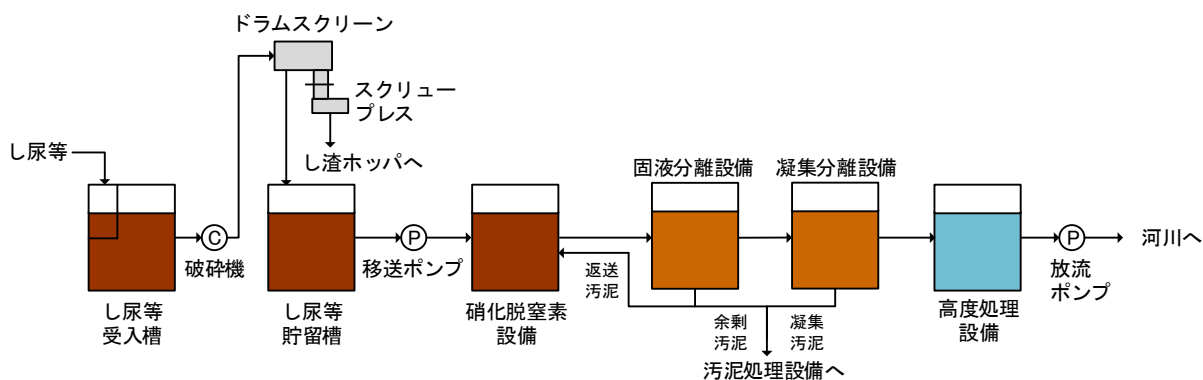 ドラムスクリーン
スクリュー
プレス
し尿等
し渣ホッパへ
固液分離設備
凝集分離設備
C
P
P
河川へ
破砕機
移送ポンプ
返送
汚泥
放流
ポンプ
し尿等
受入槽
し尿等
貯留槽
硝化脱窒素
設備
余剰
汚泥
凝集
汚泥
高度処理
設備
汚泥処理設備へ